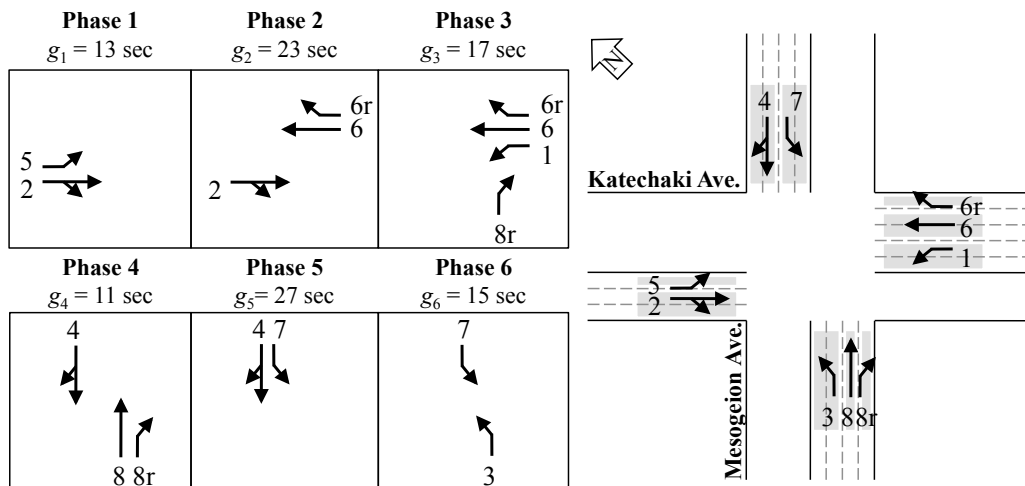 Phase 1
g₁ = 13 sec
5
2
Phase 2
g₂ = 23 sec
6r
6
2
Phase 3
g₃ = 17 sec
6r
6
1
8r
Phase 4
g₄ = 11 sec
4
8 8r
Phase 5
g₅= 27 sec
4 7
Phase 6
g₆ = 15 sec
7
3
N
4 7
Katechaki Ave.
6r
6
1
5
2
Mesogeion Ave.
3 8 8r